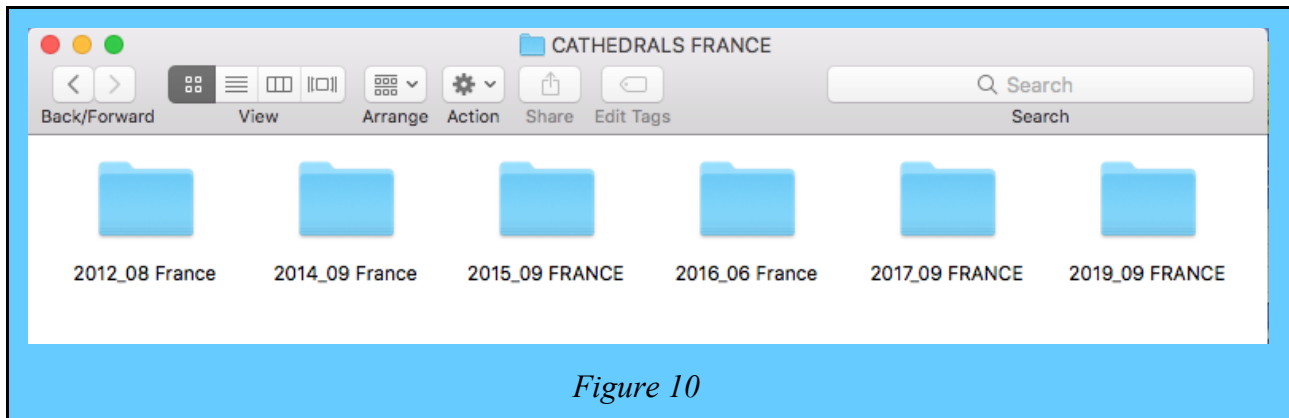 CATHEDRALS FRANCE
Search
Back/Forward View Arrange Action Share Edit Tags Search
2012_08 France 2014_09 France 2015_09 FRANCE 2016_06 France 2017_09 FRANCE 2019_09 FRANCE
Figure 10